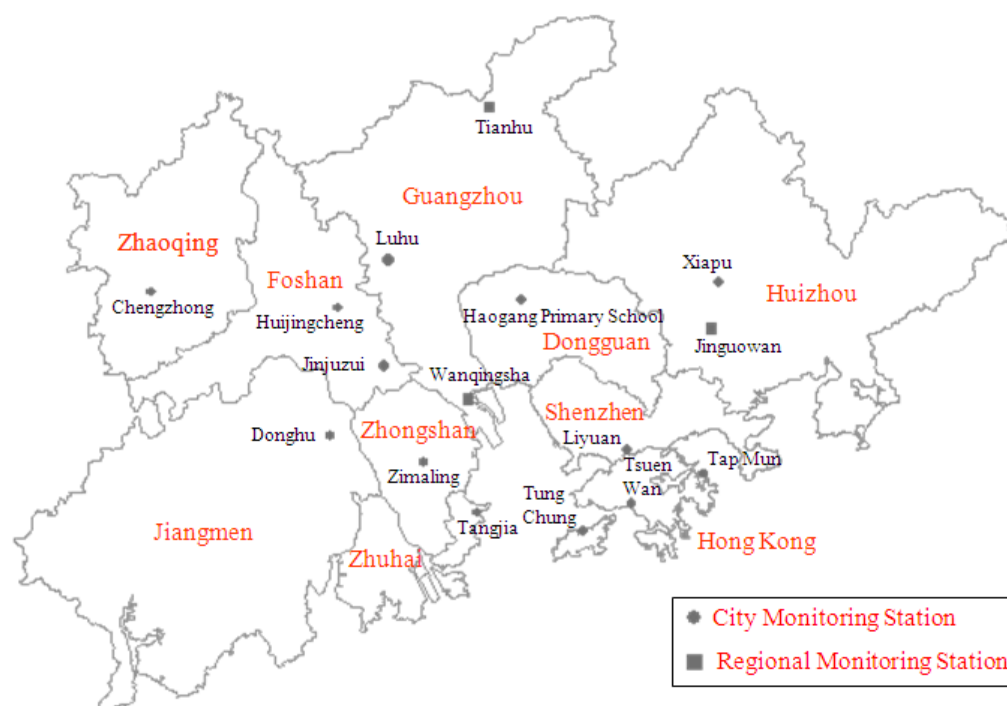 Tianhu
Guangzhou
Luhu
Zhaoqing
Xiapu
Foshan
Huizhou
Chengzhong
Huijingcheng
Haogang Primary School
Dongguan
Jinguowan
Jinjuzui
Wanqingsha
Shenzhen
Donghu
Zhongshan
Liyuan
Zimaling
Tsuen
Wan
Tap Mun
Tung
Chung
Tangjia
Jiangmen
Hong Kong
Zhuhai
City Monitoring Station
Regional Monitoring Station